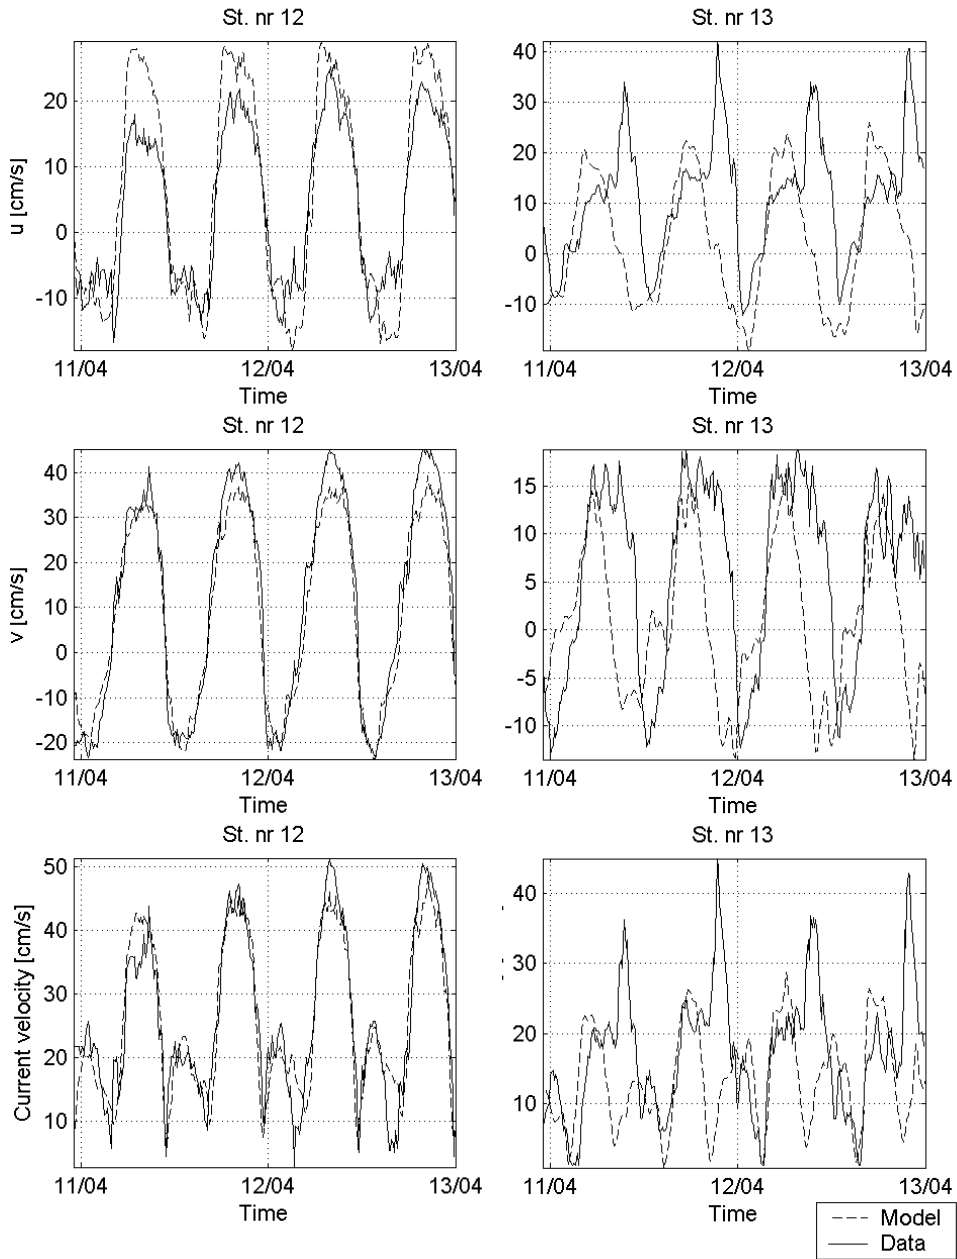 St. nr 12
St. nr 13
u [cm/s]
20
10
0
-10
40
30
20
10
0
-10
11/04
12/04
13/04
11/04
12/04
13/04
Time
Time
St. nr 12
St. nr 13
v [cm/s]
40
30
20
10
0
-10
-20
15
10
5
0
-5
-10
11/04
12/04
13/04
11/04
12/04
13/04
Time
Time
St. nr 12
St. nr 13
Current velocity [cm/s]
50
40
30
20
10
40
30
20
10
11/04
12/04
13/04
11/04
12/04
13/04
Time
Time
Model
Data